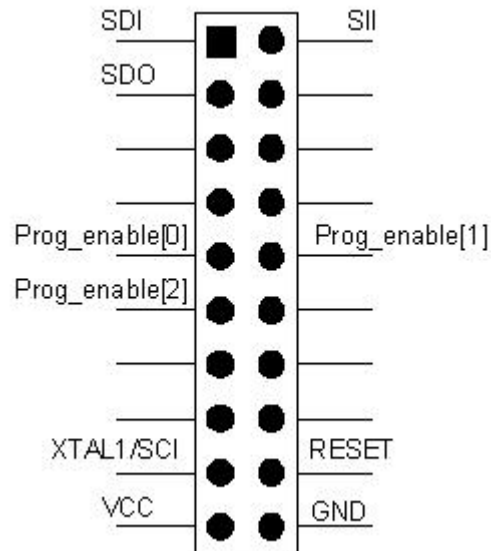 SDI SII
SDO
Prog_enable[0] Prog_enable[1]
Prog_enable[2]
XTAL1/SCI RESET
VCC GND